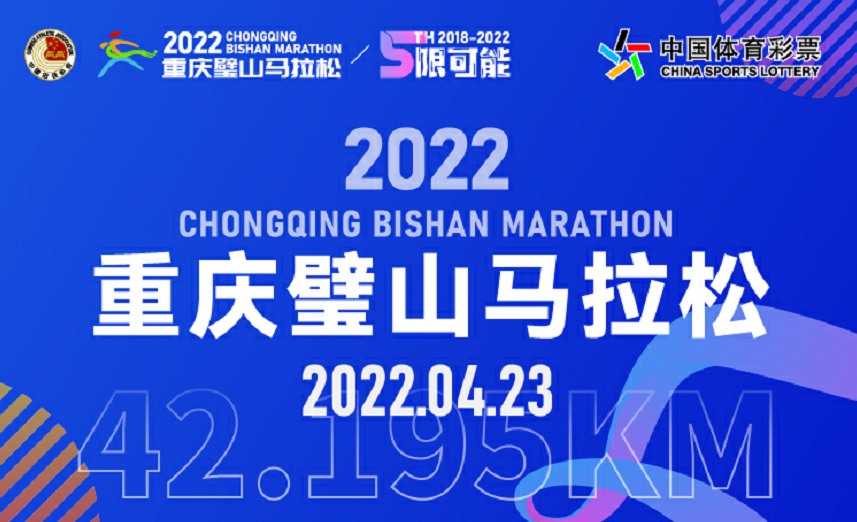 2022 CHONGQING
BISHAN MARATHON
重庆璧山马拉松
5TH 2018-2022
限可能
中国体育彩票
CHINA SPORTS LOTTERY
2022
CHONGQING BISHAN MARATHON
重庆璧山马拉松
2022.04.23
42.195KM